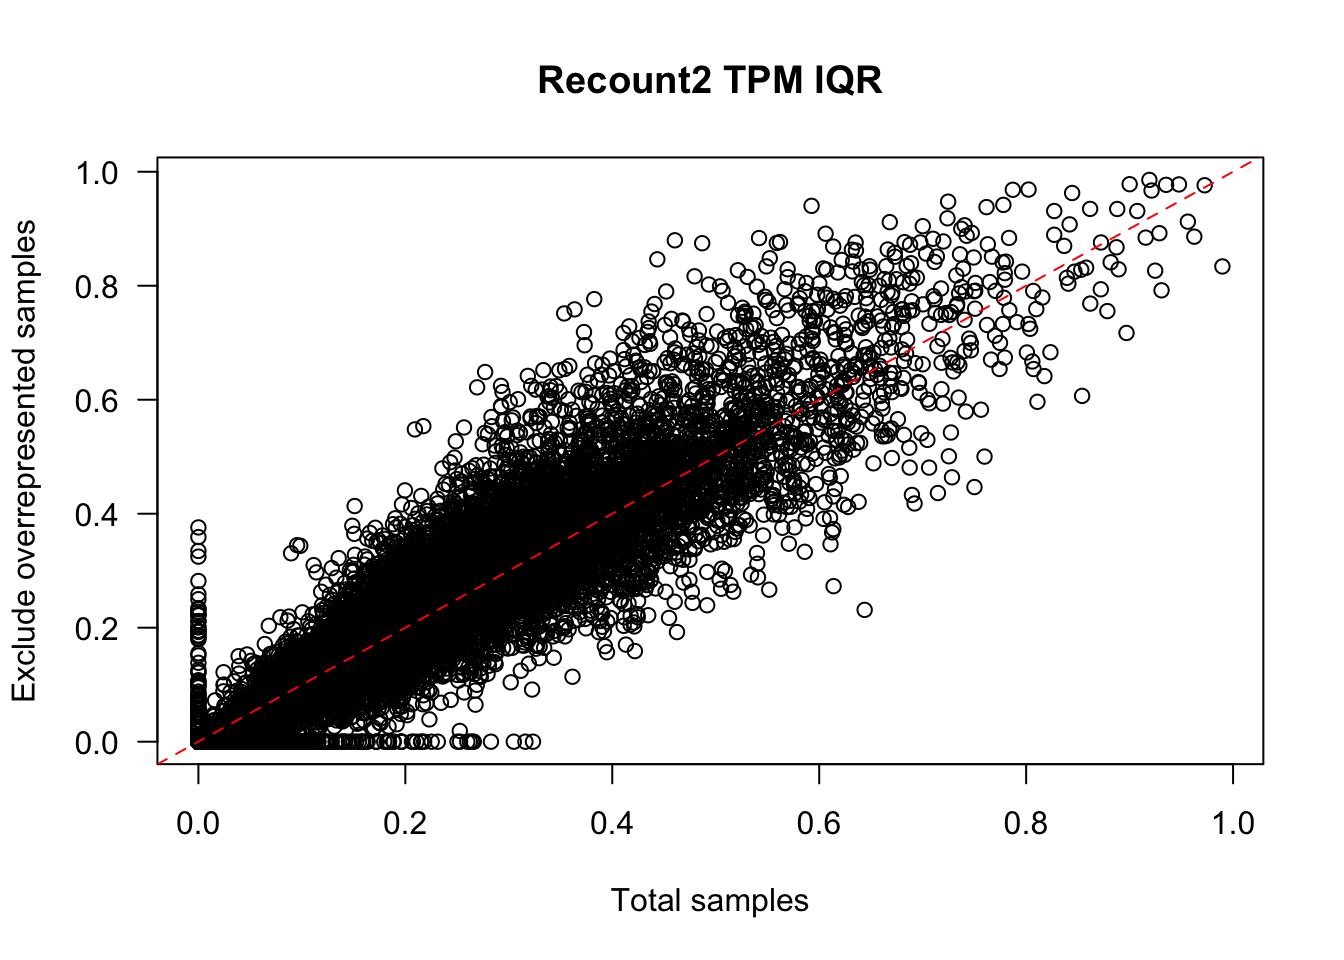 Recount2 TPM IQR
Exclude overrepresented samples
1.0
0.8
0.6
0.4
0.2
0.0
0.0 0.2 0.4 0.6 0.8 1.0
Total samples